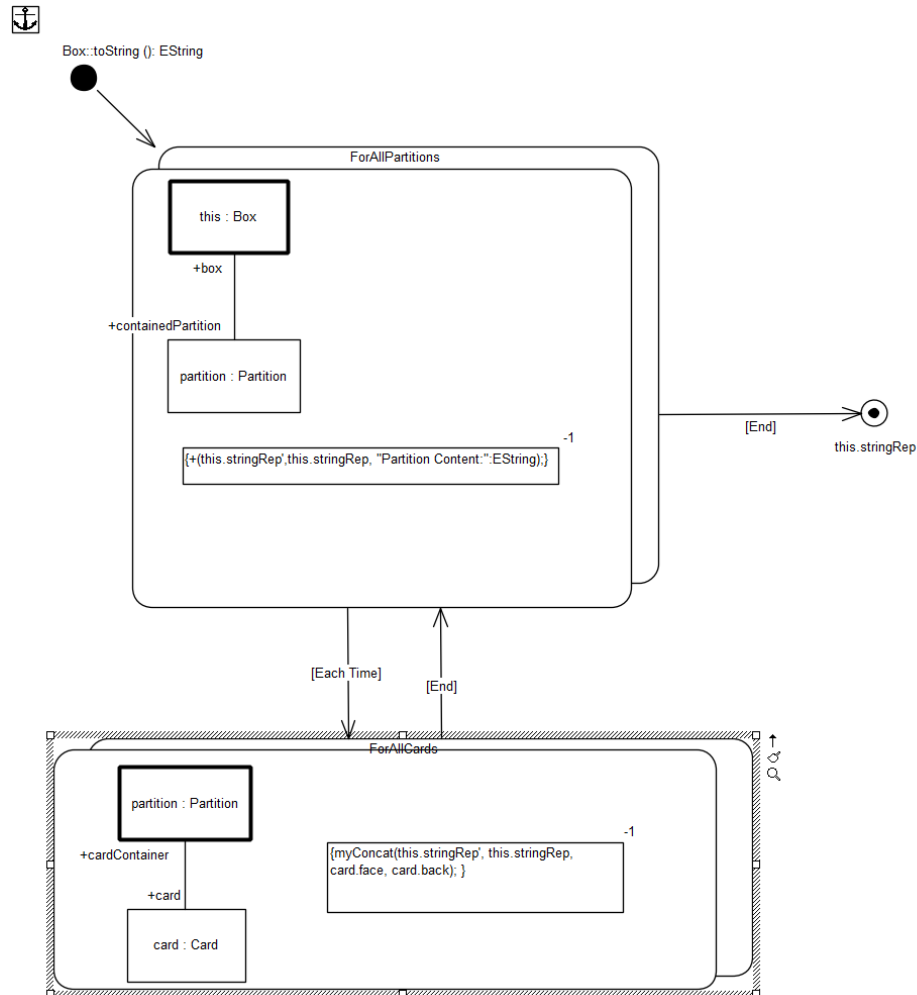 Box::toString (): EString
ForAllPartitions
this : Box
+box
+containedPartition
partition : Partition
-1
{+(this.stringRep',this.stringRep, "Partition Content:":EString);}
[End]
this.stringRep
[Each Time]
[End]
ForAllCards
partition : Partition
+cardContainer
+card
card : Card
-1
{myConcat(this.stringRep', this.stringRep,
card.face, card.back); }